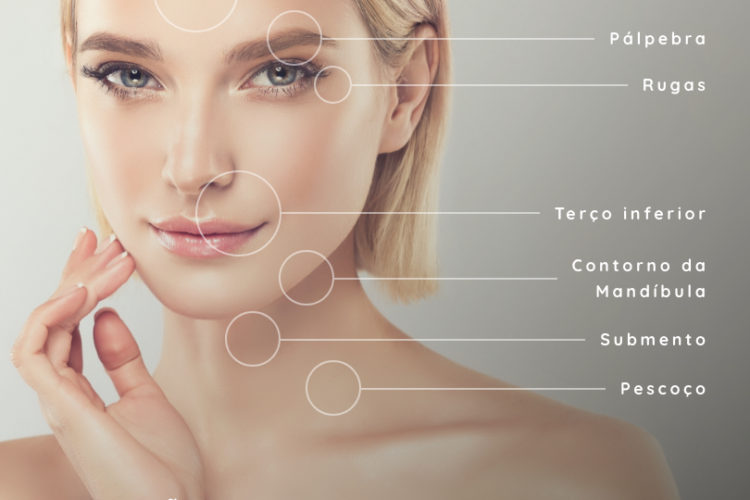 Pálpebra
Rugas
Terço inferior
Contorno da
Mandíbula
Submento
Pescoço